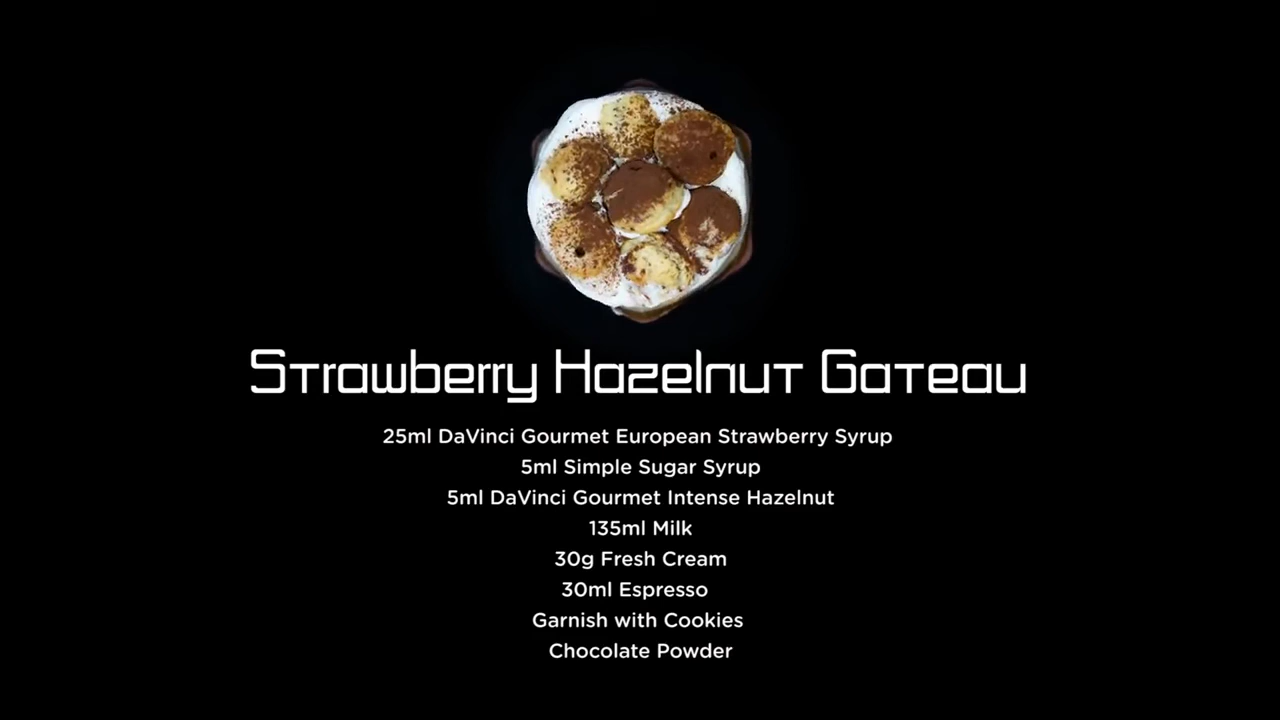 Strawberry Hazelnut Gateau
25ml DaVinci Gourmet European Strawberry Syrup
5ml Simple Sugar Syrup
5ml DaVinci Gourmet Intense Hazelnut
135ml Milk
30g Fresh Cream
30ml Espresso
Garnish with Cookies
Chocolate Powder